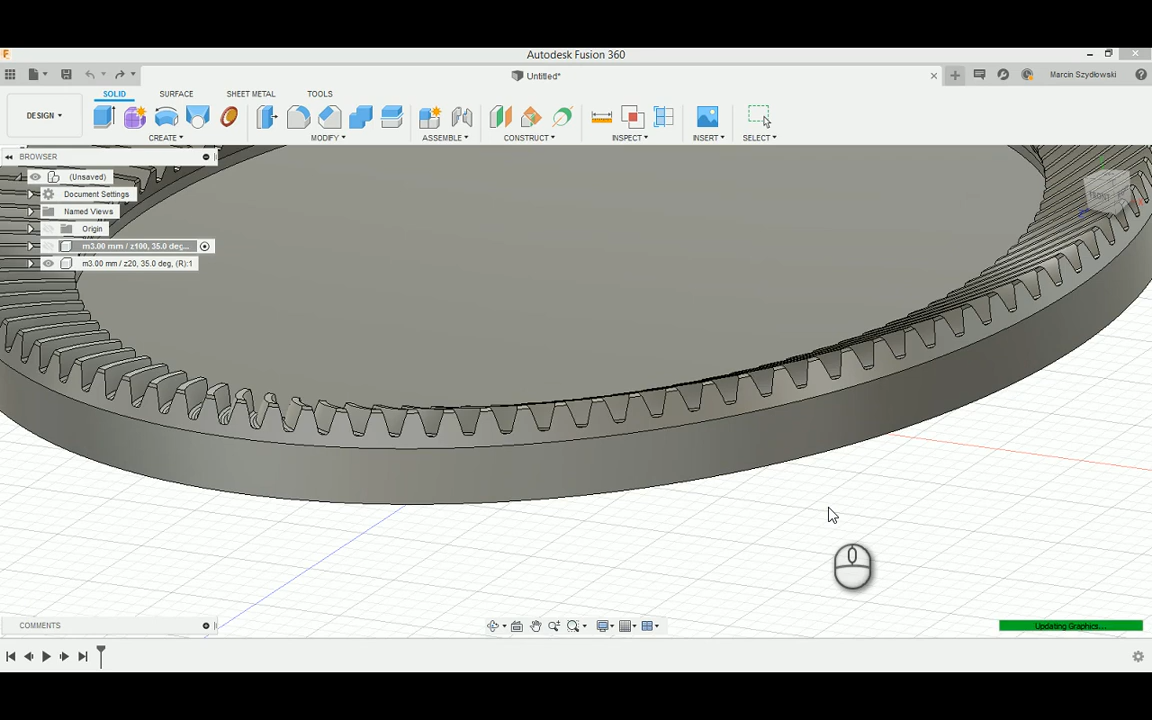 Autodesk Fusion 360
Untitled*
Marcin Szydłowski
SOLID SURFACE SHEET METAL TOOLS
DESIGN
CREATE MODIFY ASSEMBLE CONSTRUCT INSPECT INSERT SELECT
BROWSER
(Unsaved)
Document Settings
Named Views
Origin
m3.00 mm / z100, 35.0 deg...
m3.00 mm / z20, 35.0 deg, (R):1
FRONT
COMMENTS
Updating Graphics...